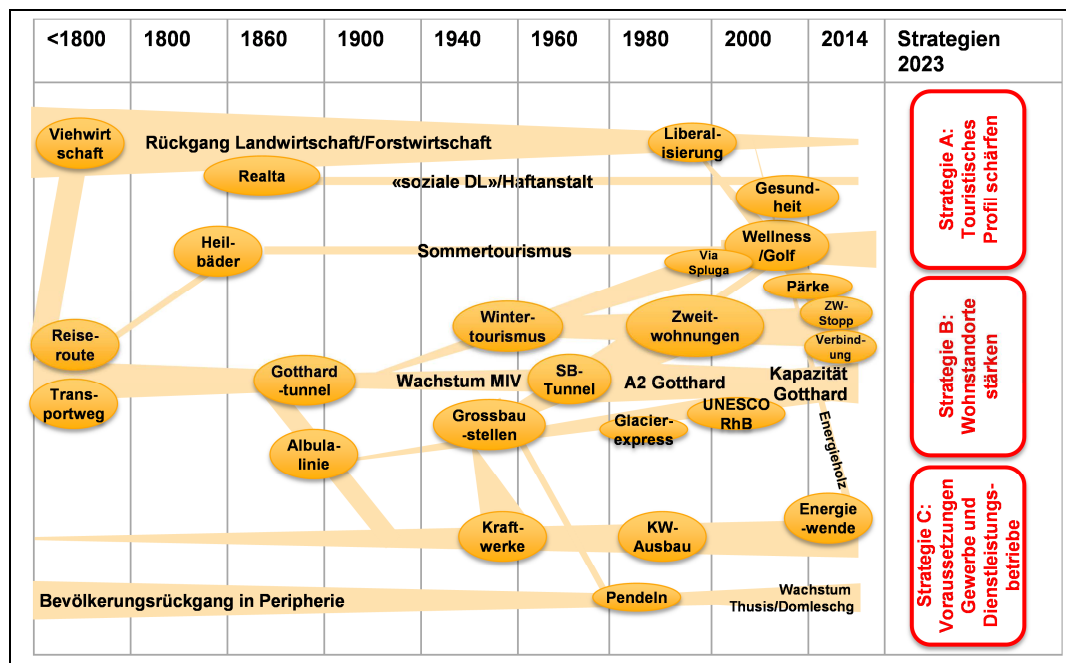 <1800 1800 1860 1900 1940 1960 1980 2000 2014 Strategien
2023
Viehwirt
schaft
Rückgang Landwirtschaft/Forstwirtschaft
Liberal-
isierung
Realta
«soziale DL»/Haftanstalt
Gesund-
heit
Heil-
bäder
Sommertourismus
Wellness
/Golf
Via
Spluga
Pärke
Reise-
route
Winter-
tourismus
Zweit-
wohnungen
ZW-
Stopp
Verbind-
ung
Trans-
portweg
Gotthard
-tunnel
Wachstum MIV
SB-
Tunnel
A2 Gotthard
Kapazität
Gotthard
Grossbau
-stellen
Glacier-
express
UNESCO
RhB
Albula-
linie
Energieholz
Kraft-
werke
KW-
Ausbau
Energie
-wende
Bevölkerungsrückgang in Peripherie
Pendeln
Wachstum
Thusis/Domleschg
Strategie A:
Touristisches
Profil schärfen
Strategie B:
Wohnstandorte
stärken
Strategie C:
Voraussetzungen
Gewerbe und
Dienstleistungs-
betriebe